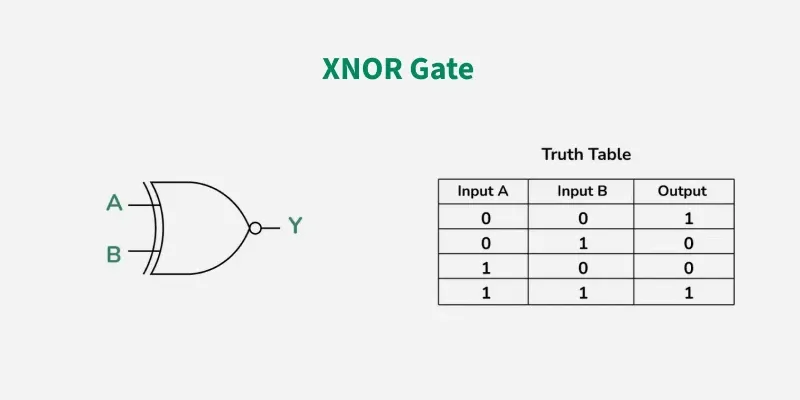 XNOR Gate
A
B
Y
Truth Table
Input A Input B Output
0 0 1
0 1 0
1 0 0
1 1 1